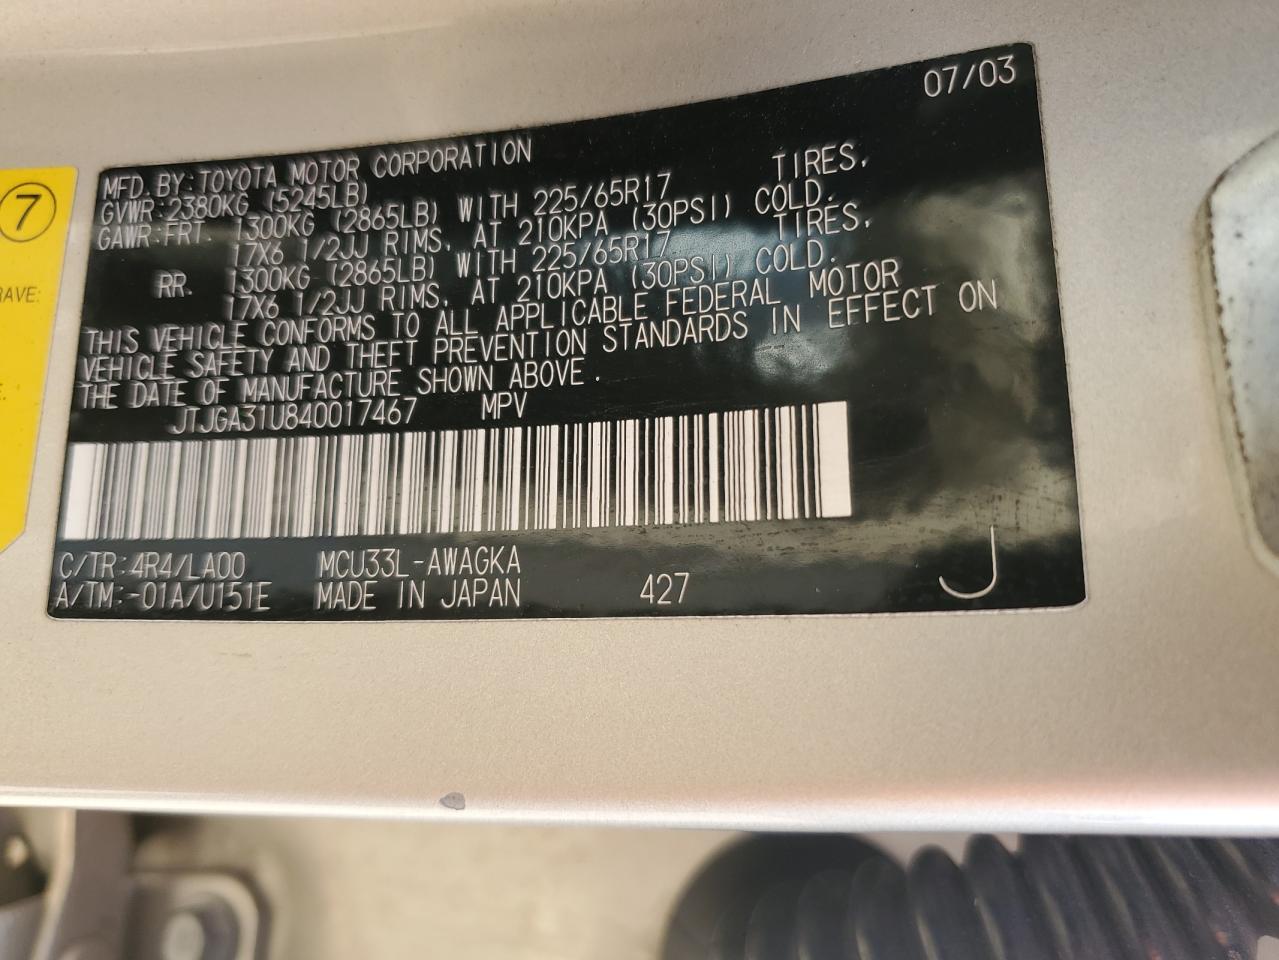 07/03
MFD. BY: TOYOTA MOTOR CORPORATION
GVWR: 2380KG (5245LB)
GAWR: FRT. 1300KG (2865LB) WITH 225/65R17 TIRES,
17X6 1/2JJ RIMS, AT 210KPA (30PSI) COLD.
RR. 1300KG (2865LB) WITH 225/65R17 TIRES,
17X6 1/2JJ RIMS, AT 210KPA (30PSI) COLD.
THIS VEHICLE CONFORMS TO ALL APPLICABLE FEDERAL MOTOR
VEHICLE SAFETY AND THEFT PREVENTION STANDARDS IN EFFECT ON
THE DATE OF MANUFACTURE SHOWN ABOVE.
JTJGA31U840017467 MPV
C/TR: 4R4/LA00 MCU33L-AWAGKA
A/TM: -01A/U151E MADE IN JAPAN 427 J
7